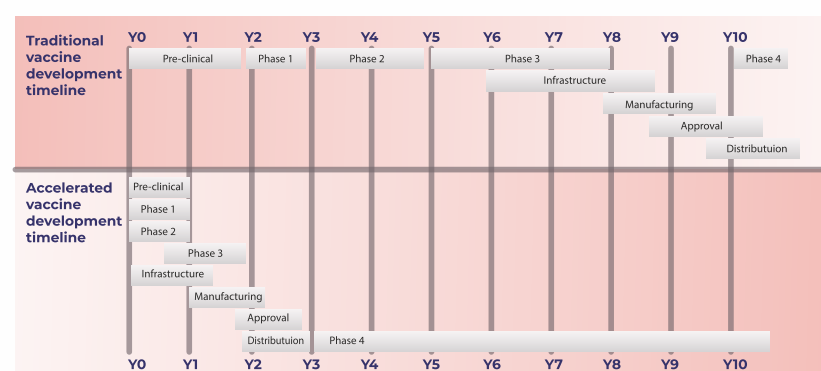 Y0 Y1 Y2 Y3 Y4 Y5 Y6 Y7 Y8 Y9 Y10
Traditional
vaccine
development
timeline
Pre-clinical
Phase 1
Phase 2
Phase 3
Phase 4
Infrastructure
Manufacturing
Approval
Distributuion
Accelerated
vaccine
development
timeline
Pre-clinical
Phase 1
Phase 2
Phase 3
Infrastructure
Manufacturing
Approval
Distributuion
Phase 4
Y0 Y1 Y2 Y3 Y4 Y5 Y6 Y7 Y8 Y9 Y10